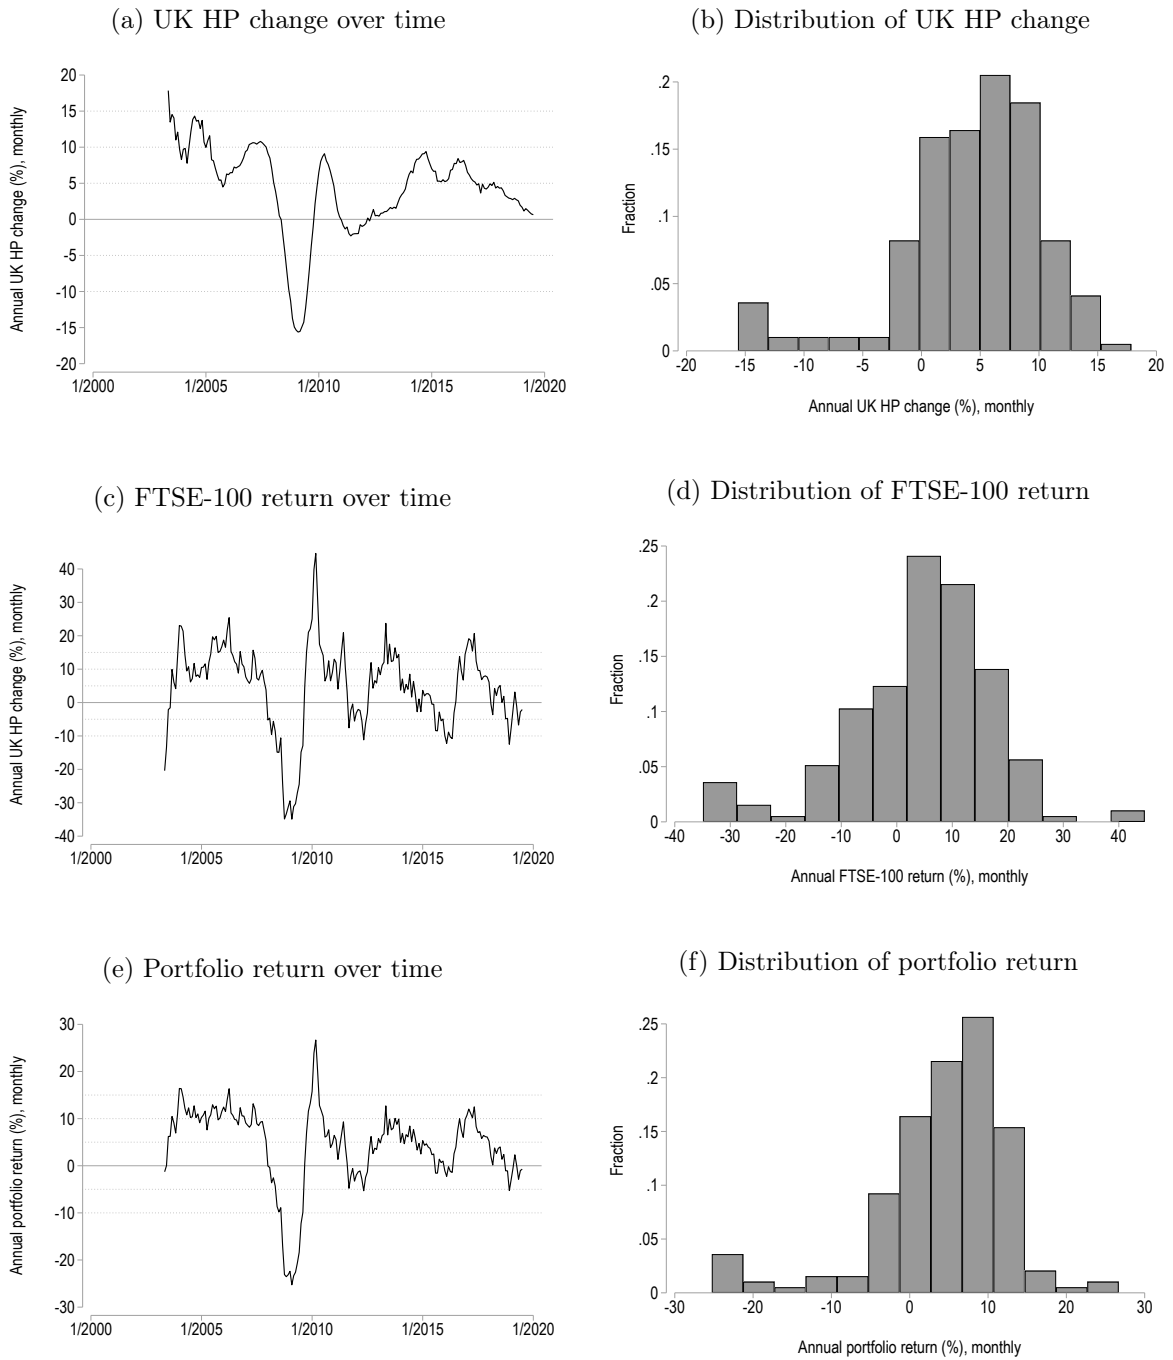 (a) UK HP change over time
Annual UK HP change (%), monthly
20
15
10
5
0
-5
-10
-15
-20
1/2000 1/2005 1/2010 1/2015 1/2020
(b) Distribution of UK HP change
Fraction
.2
.15
.1
.05
0
-20 -15 -10 -5 0 5 10 15 20
Annual UK HP change (%), monthly
(c) FTSE-100 return over time
Annual UK HP change (%), monthly
40
30
20
10
0
-10
-20
-30
-40
1/2000 1/2005 1/2010 1/2015 1/2020
(d) Distribution of FTSE-100 return
Fraction
.25
.2
.15
.1
.05
0
-40 -30 -20 -10 0 10 20 30 40
Annual FTSE-100 return (%), monthly
(e) Portfolio return over time
Annual portfolio return (%), monthly
30
20
10
0
-10
-20
-30
1/2000 1/2005 1/2010 1/2015 1/2020
(f) Distribution of portfolio return
Fraction
.25
.2
.15
.1
.05
0
-30 -20 -10 0 10 20 30
Annual portfolio return (%), monthly